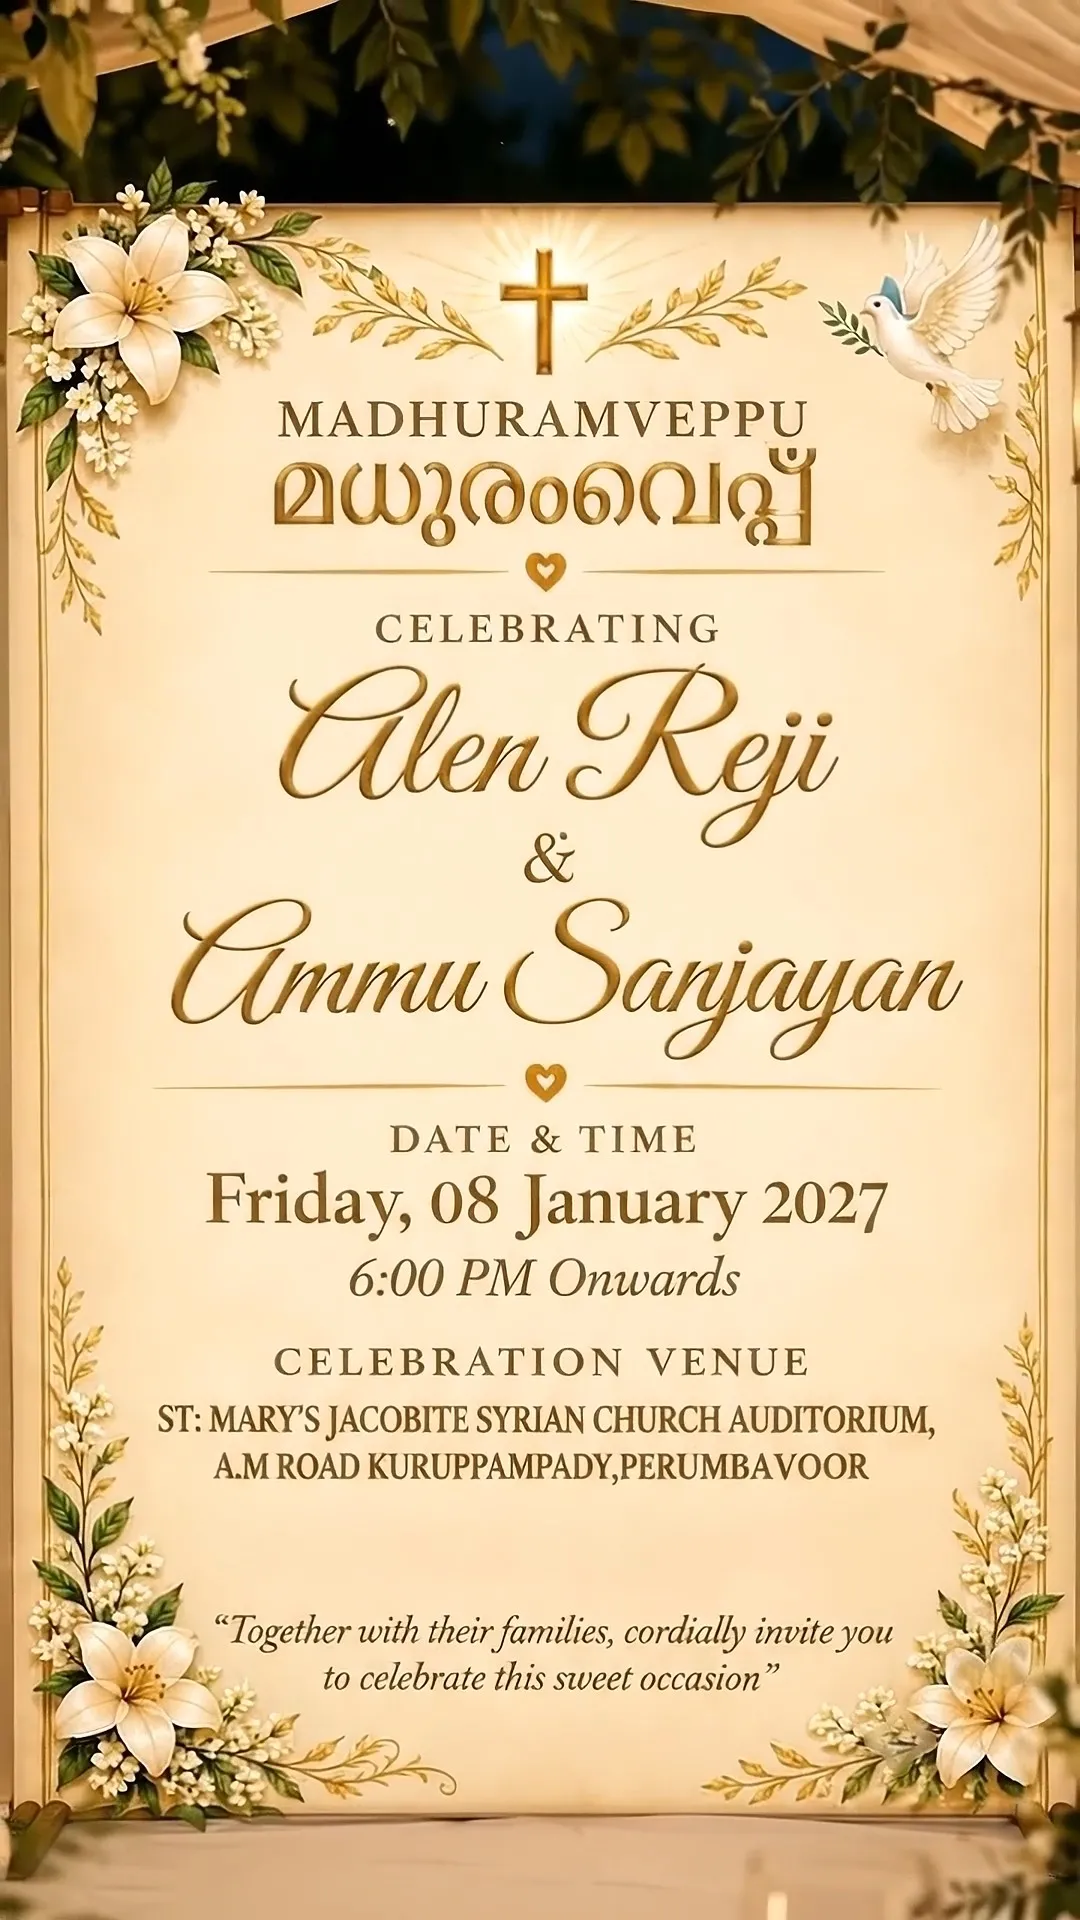 MADHURAMVEPPU
മധുരംവെപ്പ്
CELEBRATING
Alen Reji
&
Ammu Sanjayan
DATE & TIME
Friday, 08 January 2027
6:00 PM Onwards
CELEBRATION VENUE
ST: MARY'S JACOBITE SYRIAN CHURCH AUDITORIUM,
A.M ROAD KURUPPAMPADY,PERUMBAVOOR
“Together with their families, cordially invite you
to celebrate this sweet occasion”